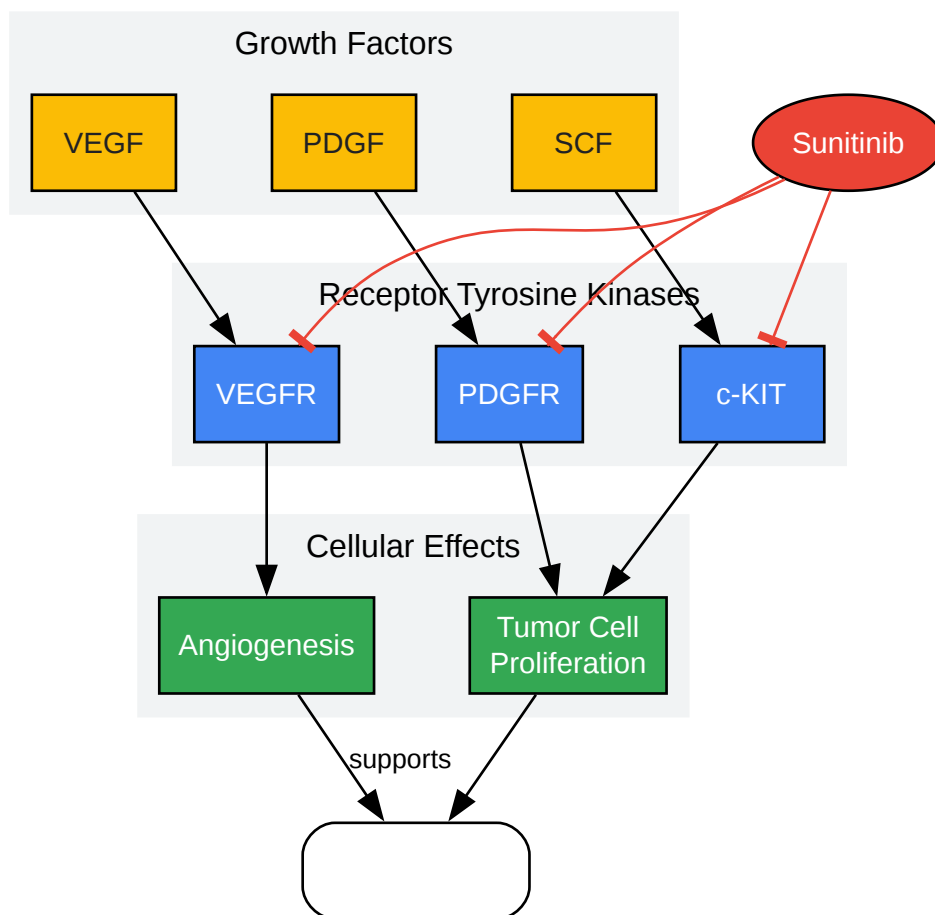 Growth Factors
VEGF
PDGF
SCF
Sunitinib
Receptor Tyrosine Kinases
VEGFR
PDGFR
c-KIT
Cellular Effects
Angiogenesis
Tumor Cell
Proliferation
supports